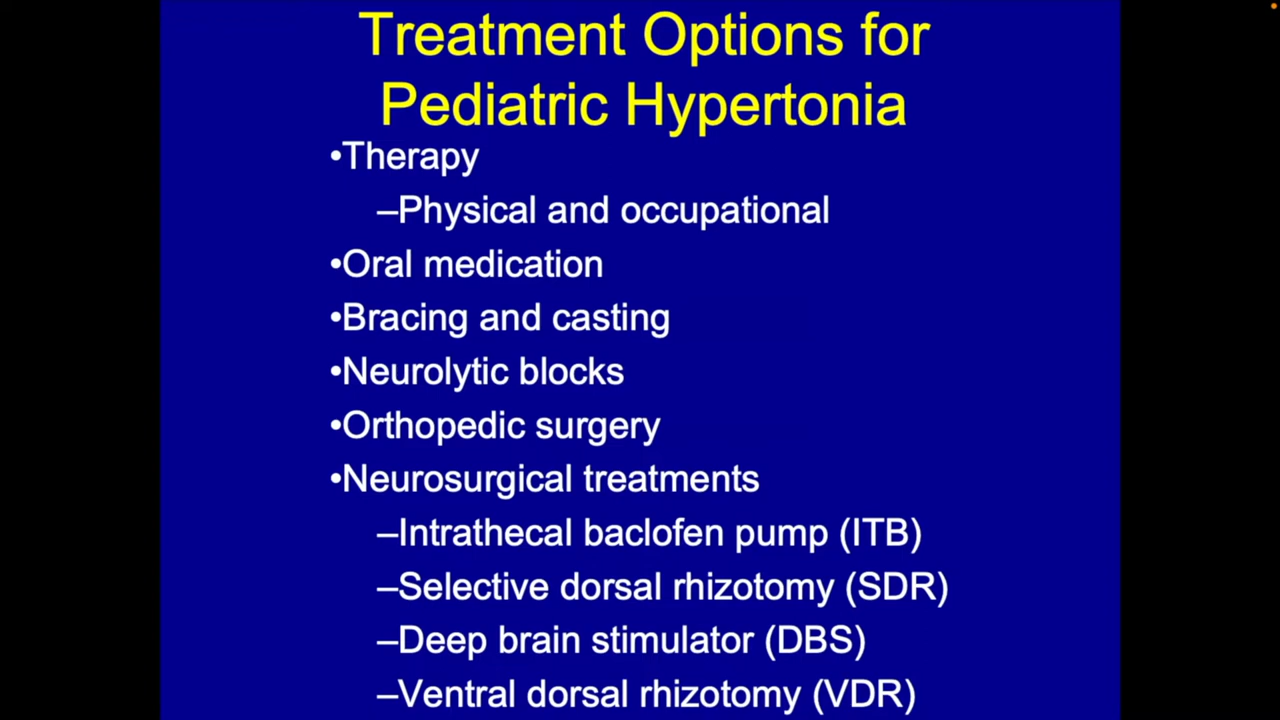 Treatment Options for
Pediatric Hypertonia
•Therapy
–Physical and occupational
•Oral medication
•Bracing and casting
•Neurolytic blocks
•Orthopedic surgery
•Neurosurgical treatments
–Intrathecal baclofen pump (ITB)
–Selective dorsal rhizotomy (SDR)
–Deep brain stimulator (DBS)
–Ventral dorsal rhizotomy (VDR)